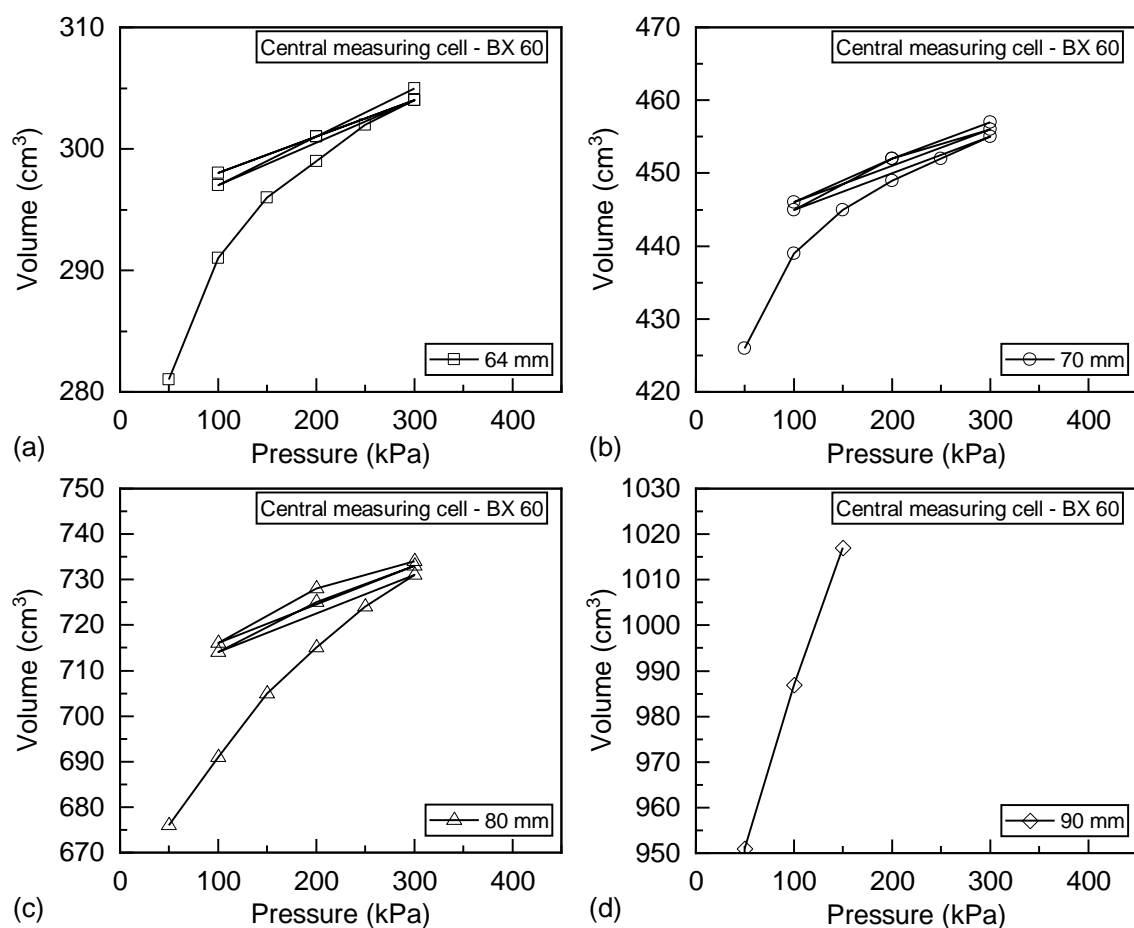 310
300
290
280
Volume (cm³)
Central measuring cell - BX 60
64 mm
0 100 200 300 400
(a)
Pressure (kPa)
470
460
450
440
430
420
Volume (cm³)
Central measuring cell - BX 60
70 mm
0 100 200 300 400
(b)
Pressure (kPa)
750
740
730
720
710
700
690
680
670
Volume (cm³)
Central measuring cell - BX 60
80 mm
0 100 200 300 400
(c)
Pressure (kPa)
1030
1020
1010
1000
990
980
970
960
950
Volume (cm³)
Central measuring cell - BX 60
90 mm
0 100 200 300 400
(d)
Pressure (kPa)